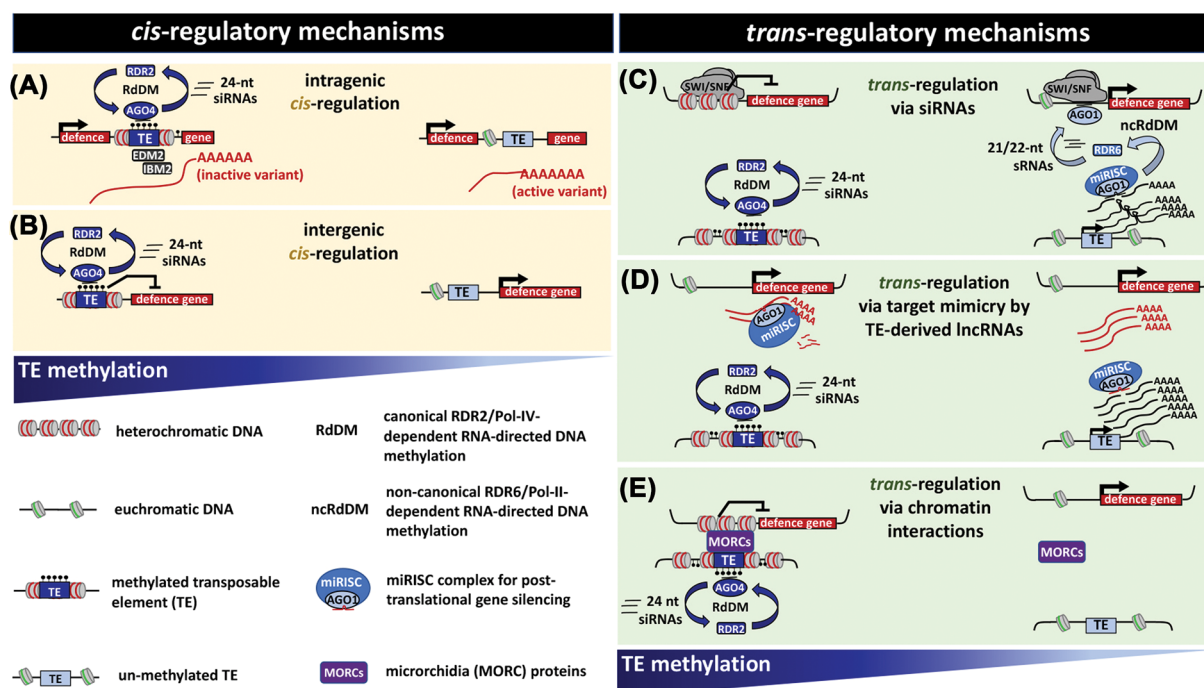 cis-regulatory mechanisms
(A)
RDR2
RdDM
AGO4
24-nt
siRNAs
intragenic
cis-regulation
defence
TE
gene
EDM2
IBM2
AAAAAA
(inactive variant)
defence
TE
gene
AAAAAAA
(active variant)
(B)
RDR2
RdDM
AGO4
24-nt
siRNAs
intergenic
cis-regulation
TE
defence gene
TE
defence gene
TE methylation
heterochromatic DNA
RdDM
canonical RDR2/Pol-IV-
dependent RNA-directed DNA
methylation
euchromatic DNA
ncRdDM
non-canonical RDR6/Pol-II-
dependent RNA-directed DNA
methylation
TE
methylated transposable
element (TE)
miRISC
AGO1
miRISC complex for post-
translational gene silencing
TE
un-methylated TE
MORCs
microrchidia (MORC) proteins
trans-regulatory mechanisms
(C)
SWI/SNF
defence gene
trans-regulation
via siRNAs
RDR2
RdDM
AGO4
24-nt
siRNAs
TE
SWI/SNF
defence gene
AGO1
ncRdDM
21/22-nt
sRNAs
RDR6
miRISC
AGO1
AAAA
AAAA
AAAA
AAAA
TE
(D)
defence gene
AAAA
AAAA
AAAA
AGO1
miRISC
trans-regulation
via target mimicry by
TE-derived lncRNAs
RDR2
RdDM
AGO4
24-nt
siRNAs
TE
defence gene
AAAA
AAAA
AAAA
miRISC
AGO1
AAAA
AAAA
AAAA
AAAA
TE
(E)
defence gene
MORCs
TE
AGO4
RdDM
RDR2
24 nt
siRNAs
trans-regulation
via chromatin
interactions
defence gene
MORCs
TE
TE methylation